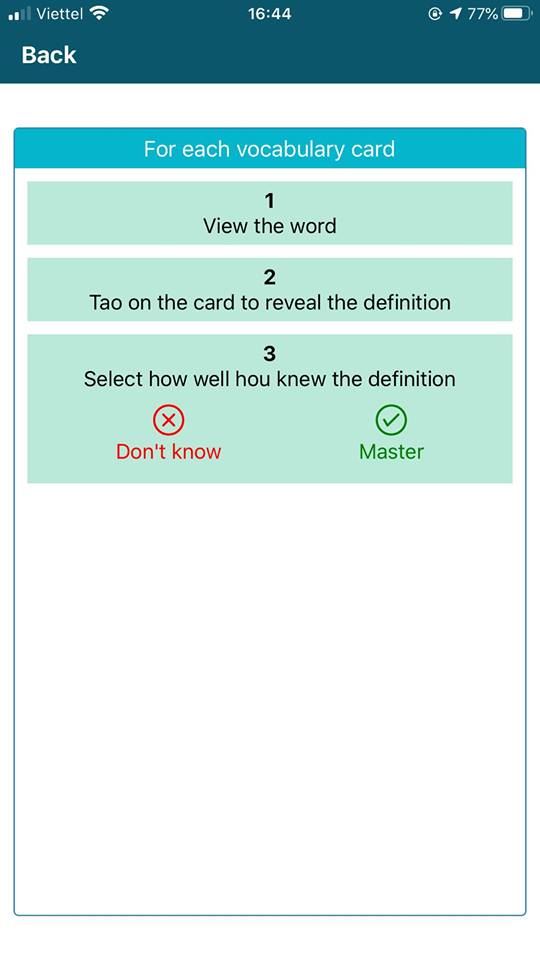 Viettel 16:44 77%
Back
For each vocabulary card
1
View the word
2
Tao on the card to reveal the definition
3
Select how well hou knew the definition
Don't know Master